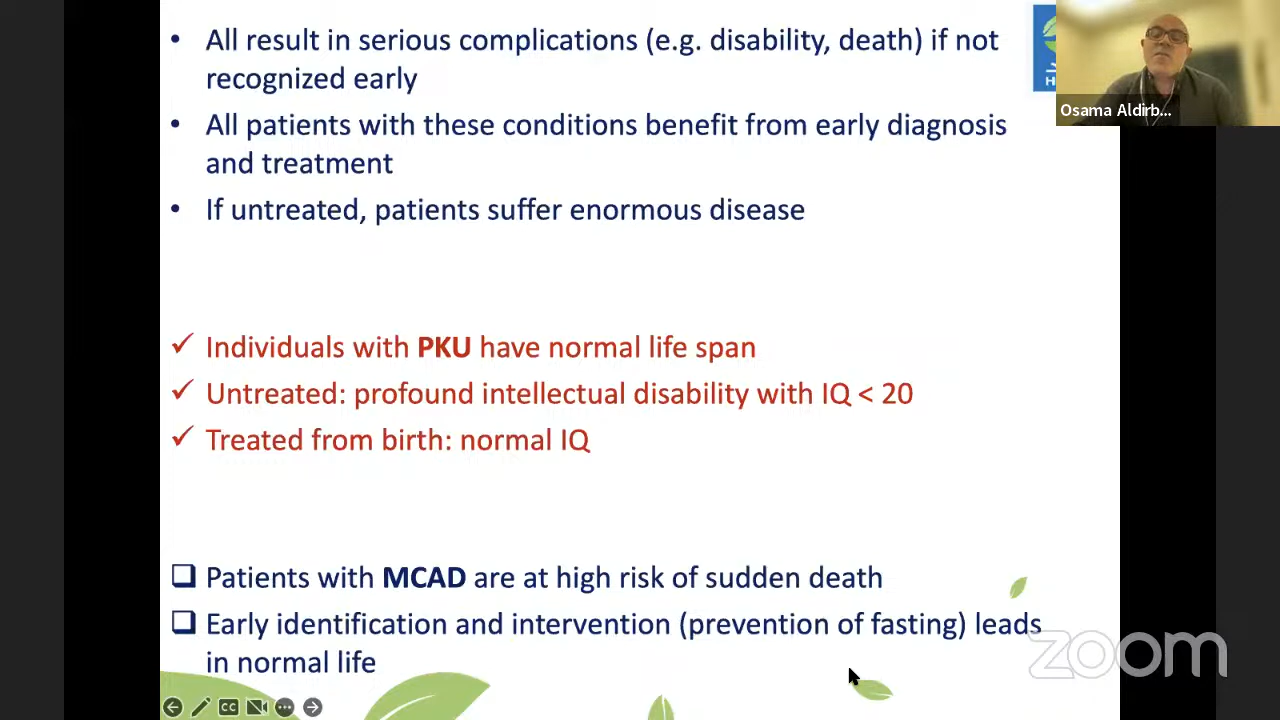 All result in serious complications (e.g. disability, death) if not
recognized early
All patients with these conditions benefit from early diagnosis
and treatment
If untreated, patients suffer enormous disease
Individuals with PKU have normal life span
Untreated: profound intellectual disability with IQ < 20
Treated from birth: normal IQ
Patients with MCAD are at high risk of sudden death
Early identification and intervention (prevention of fasting) leads
in normal life
Osama Aldirb...
zoom
CC